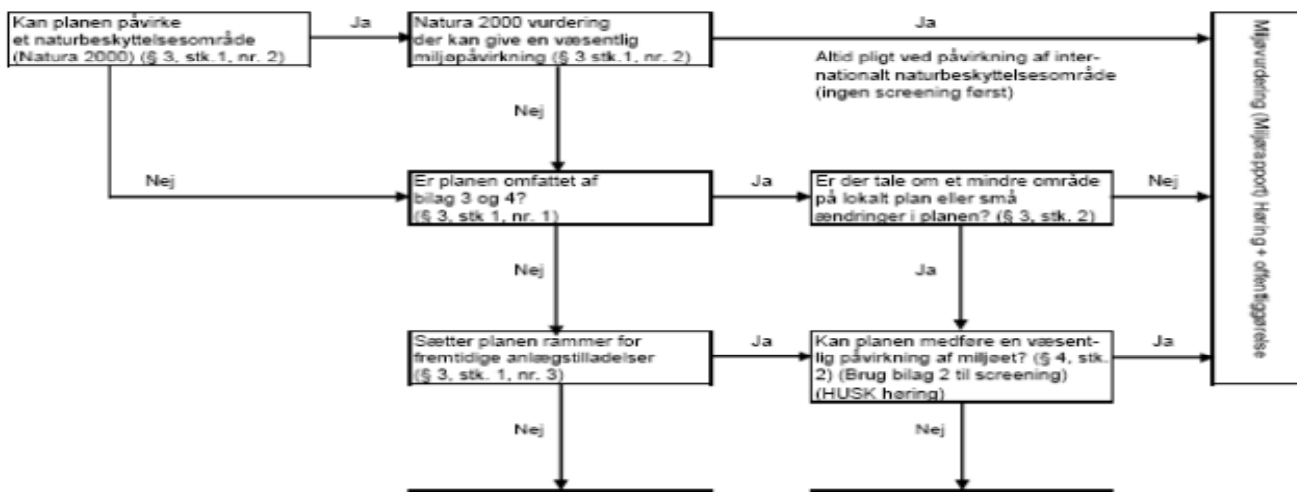 Kan planen påvirke
et naturbeskyttelsesområde
(Natura 2000) (§ 3, stk.1, nr. 2)
Ja
Natura 2000 vurdering
der kan give en væsentlig
miljøpåvirkning (§ 3 stk.1, nr. 2)
Ja
Altid pligt ved påvirkning af inter-
nationalt naturbeskyttelsesområde
(ingen screening først)
Nej
Nej
Er planen omfattet af
bilag 3 og 4?
(§ 3, stk 1, nr. 1)
Ja
Er der tale om et mindre område
på lokalt plan eller små
ændringer i planen? (§ 3, stk. 2)
Nej
Nej
Ja
Sætter planen rammer for
fremtidige anlægstilladelser
(§ 3, stk. 1, nr. 3)
Ja
Kan planen medføre en væsent-
lig påvirkning af miljøet? (§ 4, stk.
2) (Brug bilag 2 til screening)
(HUSK høring)
Ja
Nej
Nej
Miljøvurdering (Miljørapport) Høring + offentliggørelse